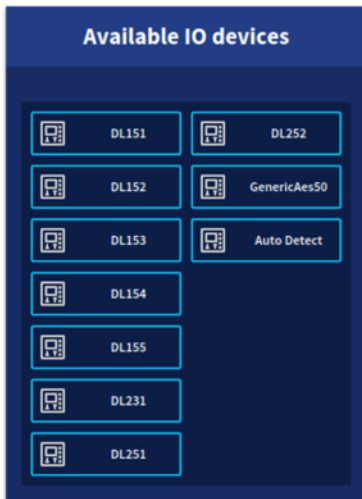 Available IO devices
DL151
DL252
DL152
GenericAes50
DL153
Auto Detect
DL154
DL155
DL231
DL251